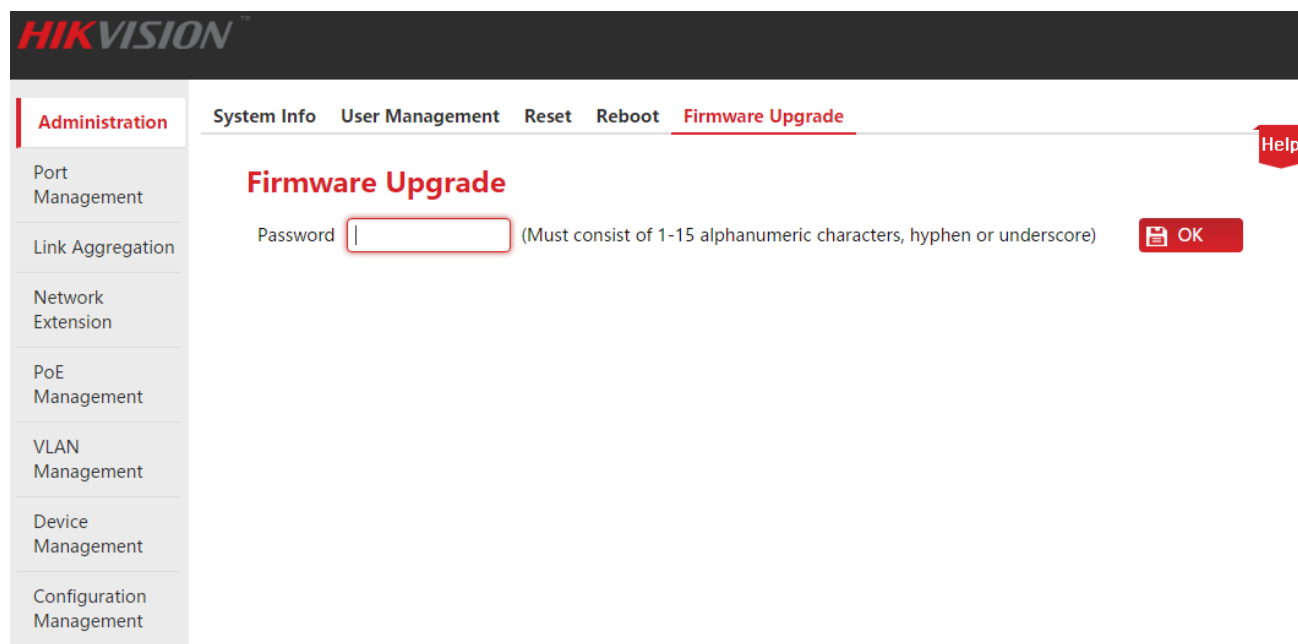 HIKVISION ™
Administration
System Info User Management Reset Reboot Firmware Upgrade
Help
Port
Management
Firmware Upgrade
Password (Must consist of 1-15 alphanumeric characters, hyphen or underscore) OK
Link Aggregation
Network
Extension
PoE
Management
VLAN
Management
Device
Management
Configuration
Management